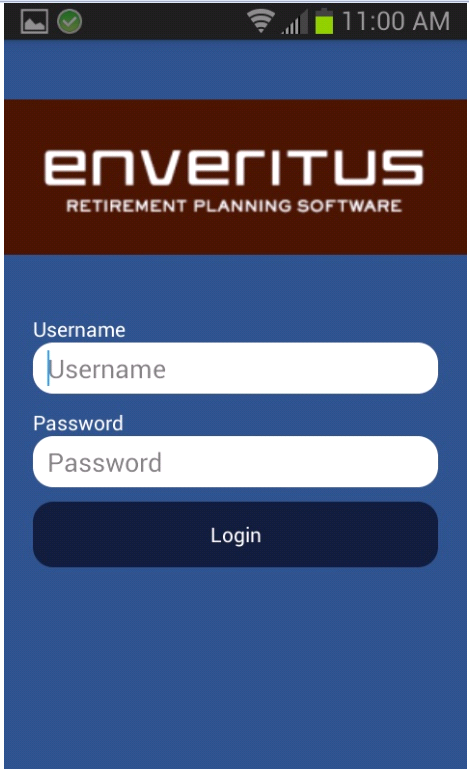 11:00 AM
enveritus
RETIREMENT PLANNING SOFTWARE
Username
Username
Password
Password
Login